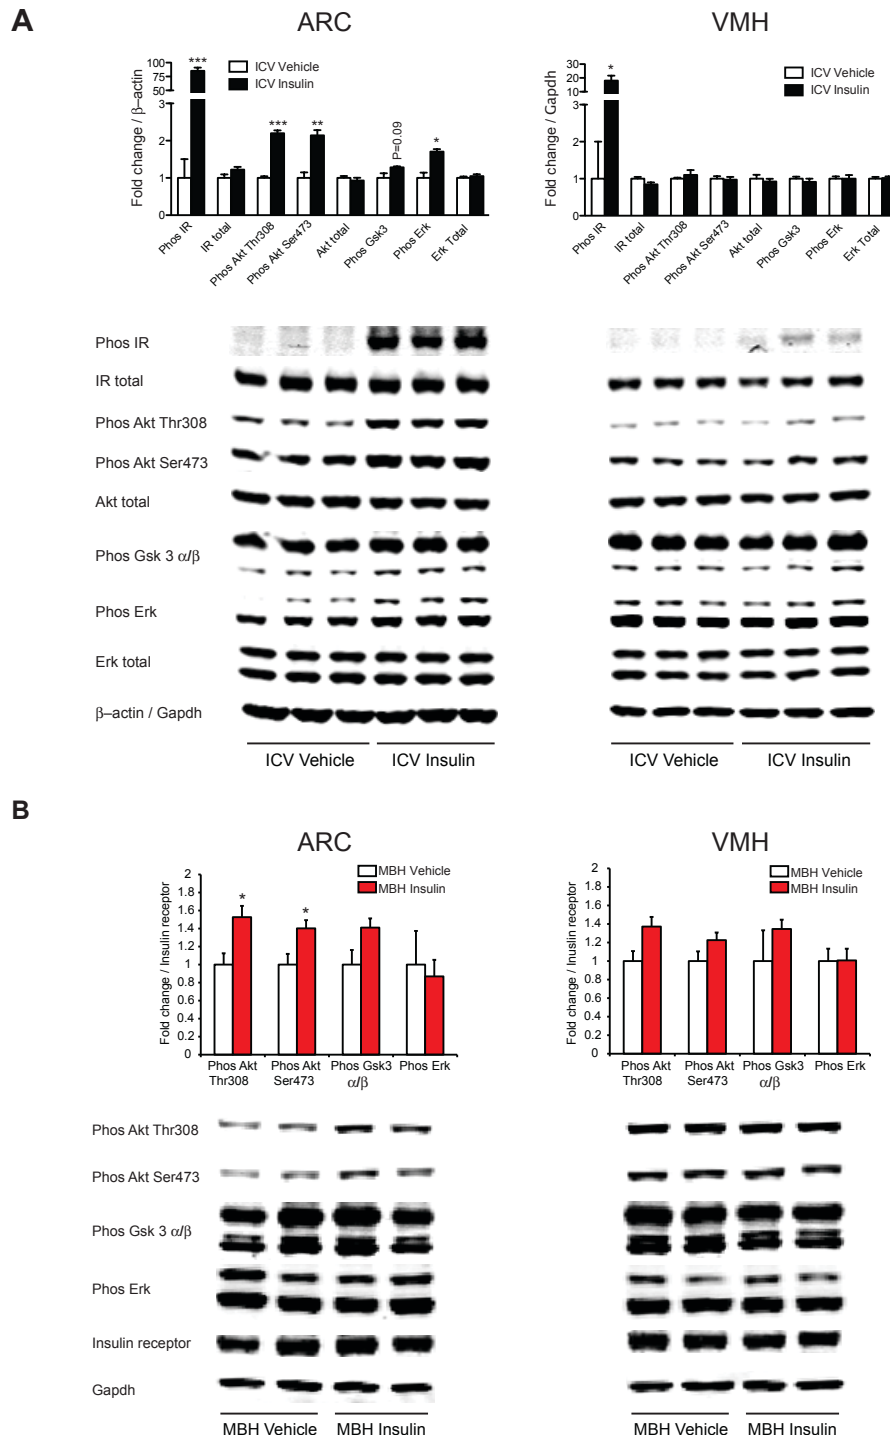 A
ARC
VMH
Fold change / β–actin
100
75
50
3
2
1
0
***
***
**
P=0.09
*
ICV Vehicle
ICV Insulin
Phos IR
IR total
Phos Akt Thr308
Phos Akt Ser473
Akt total
Phos Gsk3
Phos Erk
Erk Total
Fold change / Gapdh
30
20
10
3
2
1
0
*
ICV Vehicle
ICV Insulin
Phos IR
IR total
Phos Akt Thr308
Phos Akt Ser473
Akt total
Phos Gsk3
Phos Erk
Erk Total
Phos IR
IR total
Phos Akt Thr308
Phos Akt Ser473
Akt total
Phos Gsk 3 α/β
Phos Erk
Erk total
β–actin / Gapdh
ICV Vehicle
ICV Insulin
ICV Vehicle
ICV Insulin
B
ARC
VMH
Fold change / Insulin receptor
2
1.8
1.6
1.4
1.2
1
0.8
0.6
0.4
0.2
0
*
*
MBH Vehicle
MBH Insulin
Phos Akt
Thr308
Phos Akt
Ser473
Phos Gsk3
α/β
Phos Erk
Fold change / Inuslin receptor
2
1.8
1.6
1.4
1.2
1
0.8
0.6
0.4
0.2
0
MBH Vehicle
MBH Insulin
Phos Akt
Thr308
Phos Akt
Ser473
Phos Gsk3
α/β
Phos Erk
Phos Akt Thr308
Phos Akt Ser473
Phos Gsk 3 α/β
Phos Erk
Insulin receptor
Gapdh
MBH Vehicle
MBH Insulin
MBH Vehicle
MBH Insulin